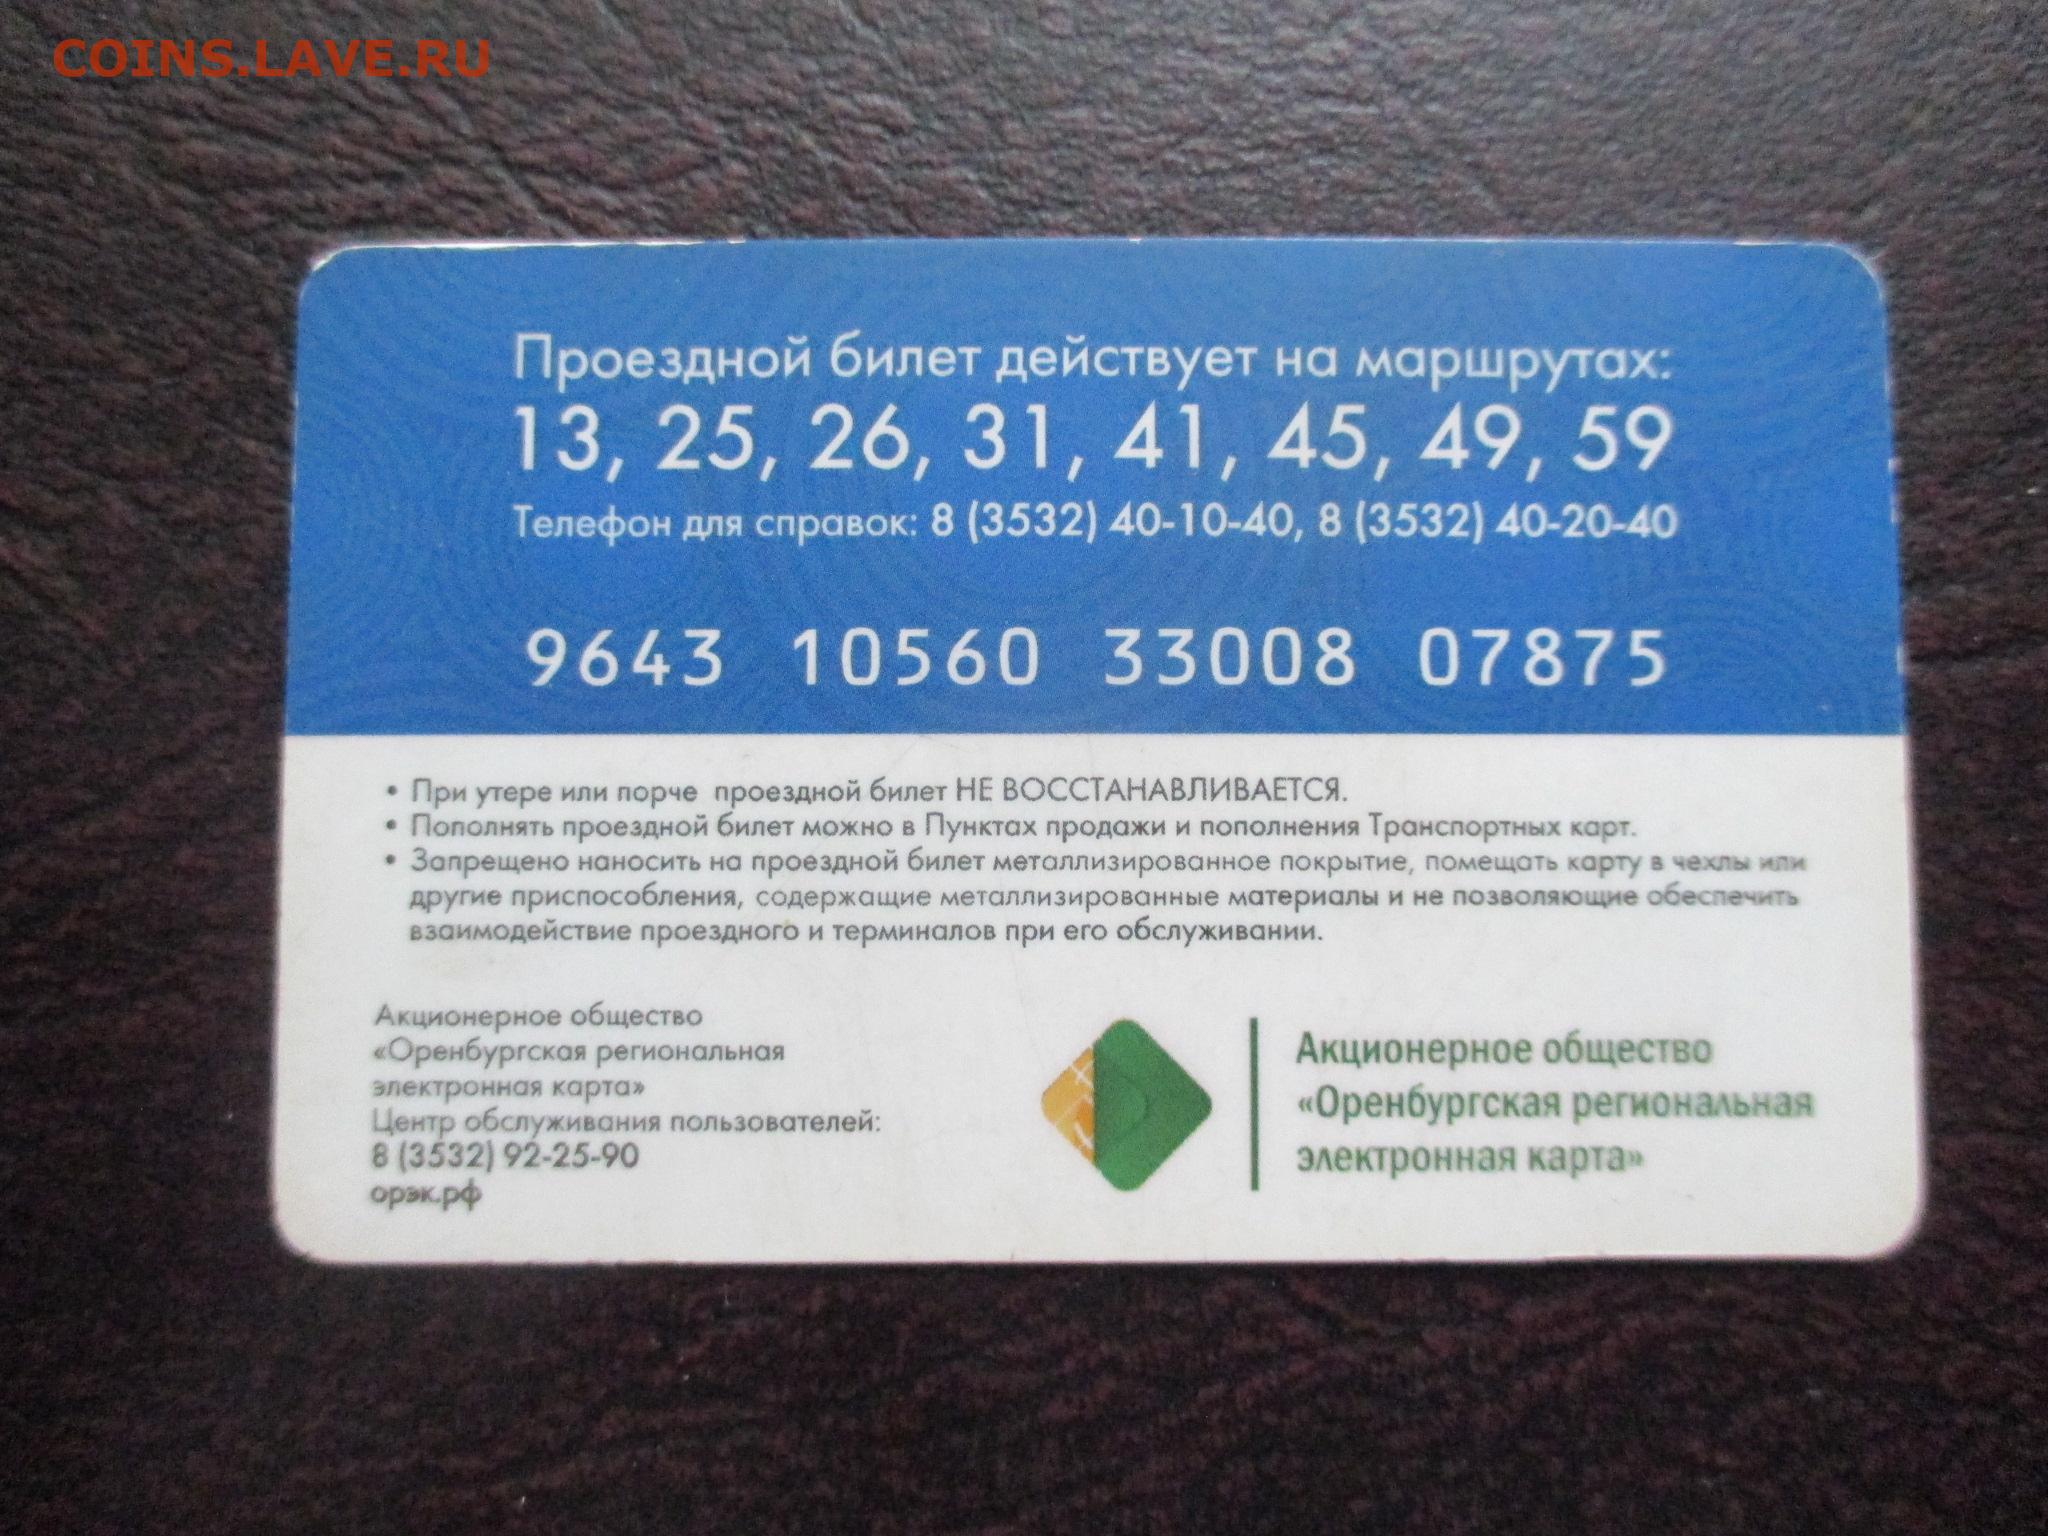 COINS.LAVE.RU
Проездной билет действует на маршрутах:
13, 25, 26, 31, 41, 45, 49, 59
Телефон для справок: 8 (3532) 40-10-40, 8 (3532) 40-20-40
9643 10560 33008 07875
• При утере или порче проездной билет НЕ ВОССТАНАВЛИВАЕТСЯ.
• Пополнять проездной билет можно в Пунктах продажи и пополнения Транспортных карт.
• Запрещено наносить на проездной билет металлизированное покрытие, помещать карту в чехлы или
другие приспособления, содержащие металлизированные материалы и не позволяющие обеспечить
взаимодействие проездного и терминалов при его обслуживании.
Акционерное общество
«Оренбургская региональная
электронная карта»
Центр обслуживания пользователей:
8 (3532) 92-25-90
орэк.рф
Акционерное общество
«Оренбургская региональная
электронная карта»